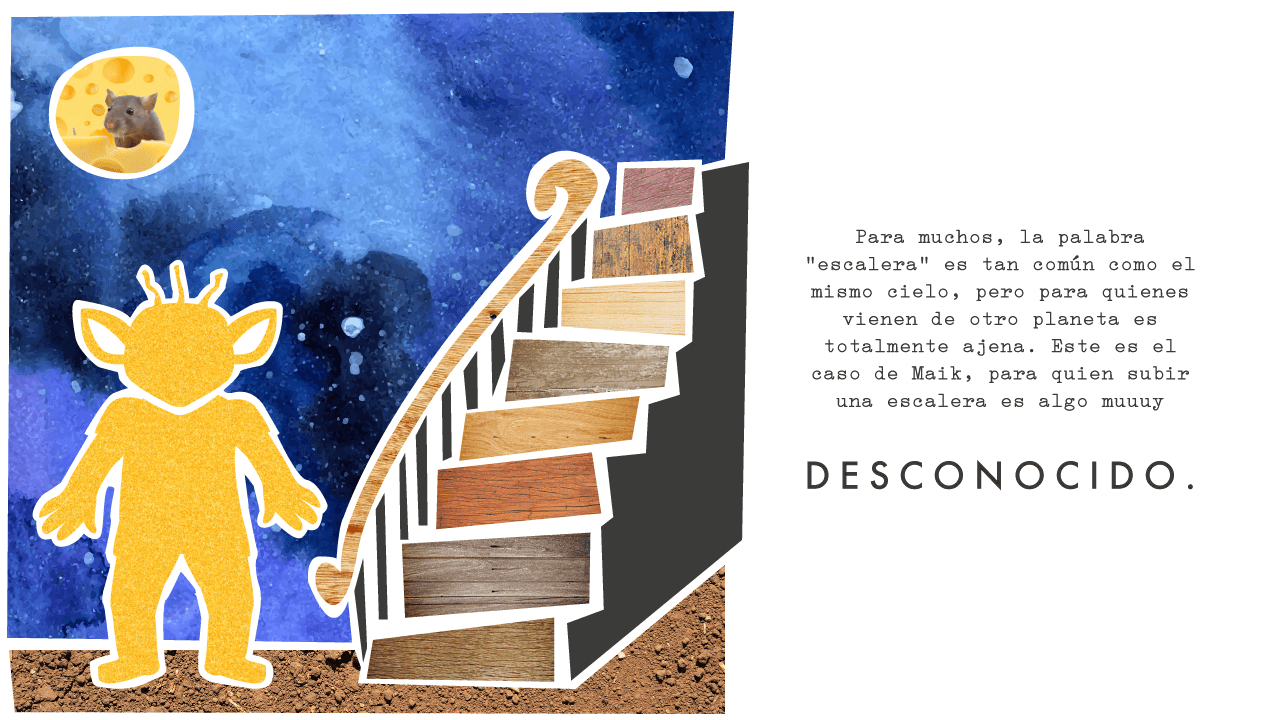 Para muchos, la palabra
"escalera" es tan común como el
mismo cielo, pero para quienes
vienen de otro planeta es
totalmente ajena. Este es el
caso de Maik, para quien subir
una escalera es algo muuuy
DESCONOCIDO.